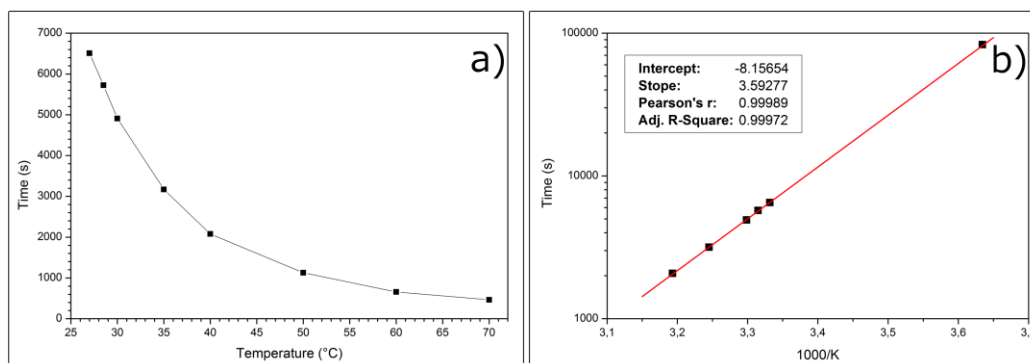 a)
7000
6000
5000
4000
3000
2000
1000
0
Time (s)
25 30 35 40 45 50 55 60 65 70
Temperature (°C)
b)
100000
10000
1000
Time (s)
Intercept: -8.15654
Stope: 3.59277
Pearson's r: 0.99989
Adj. R-Square: 0.99972
3,1 3,2 3,3 3,4 3,5 3,6
1000/K